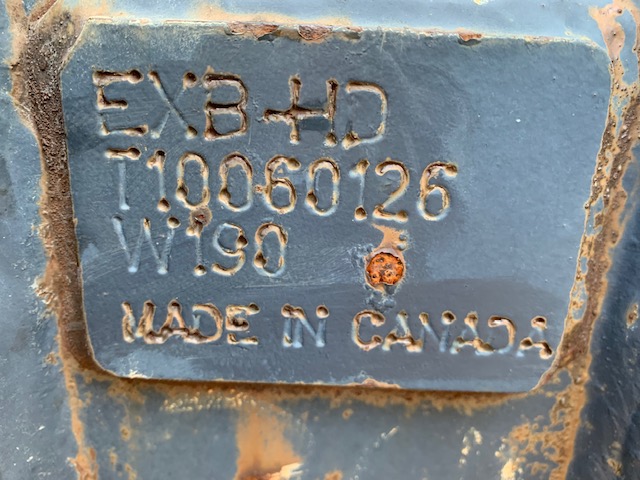 EXB-HD
T10060126
W190
MADE IN CANADA